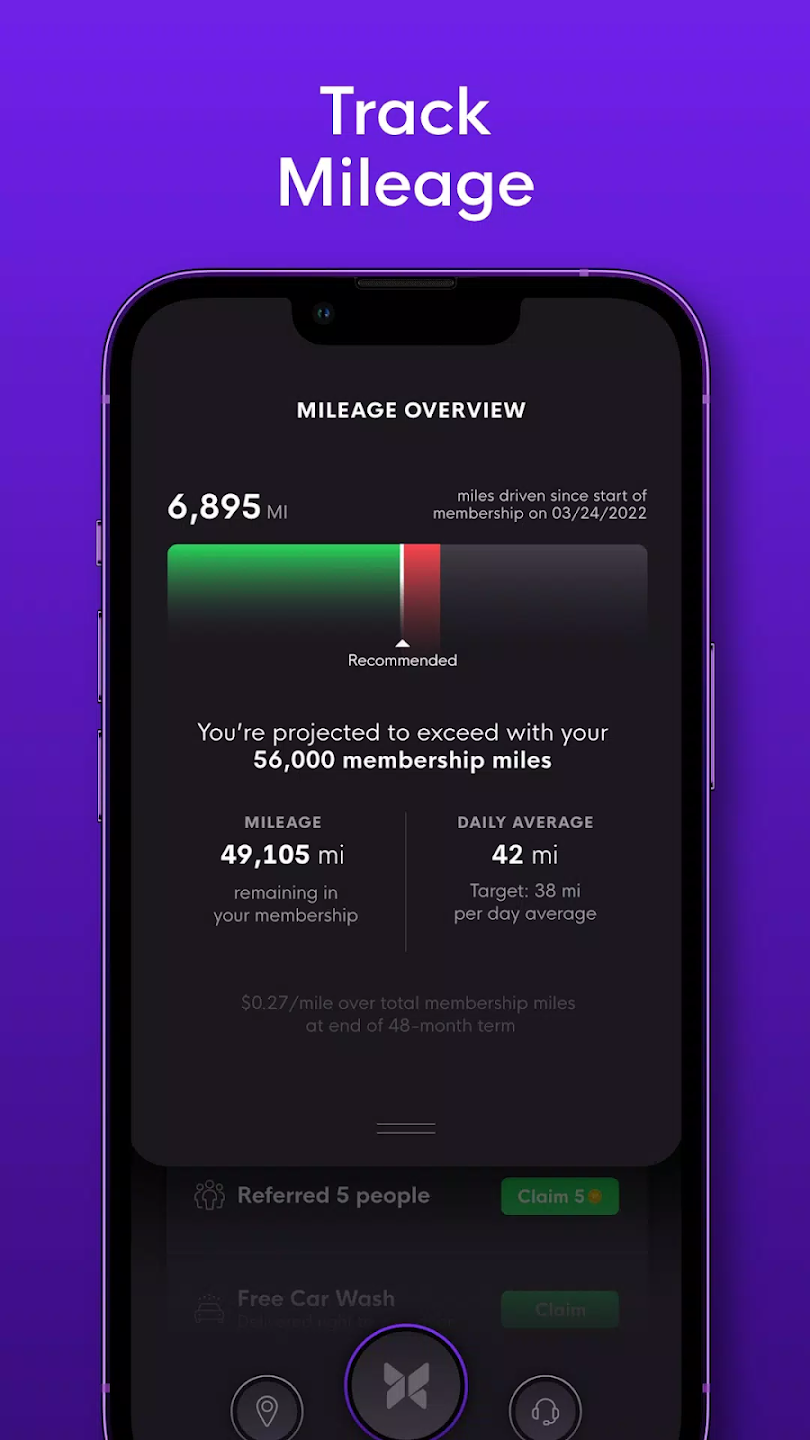 Track
Mileage
MILEAGE OVERVIEW
6,895 MI
miles driven since start of
membership on 03/24/2022
Recommended
You're projected to exceed with your
56,000 membership miles
MILEAGE
49,105 mi
remaining in
your membership
DAILY AVERAGE
42 mi
Target: 38 mi
per day average
$0.27/mile over total membership miles
at end of 48-month term
Referred 5 people
Claim 5
Free Car Wash
Claim